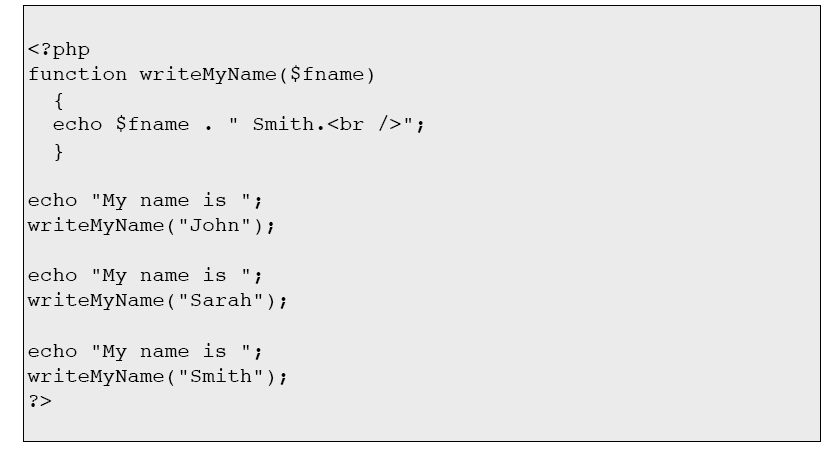 <?php
function writeMyName($fname)
  {
  echo $fname . " Smith.<br />";
  }

echo "My name is ";
writeMyName("John");

echo "My name is ";
writeMyName("Sarah");

echo "My name is ";
writeMyName("Smith");
?>